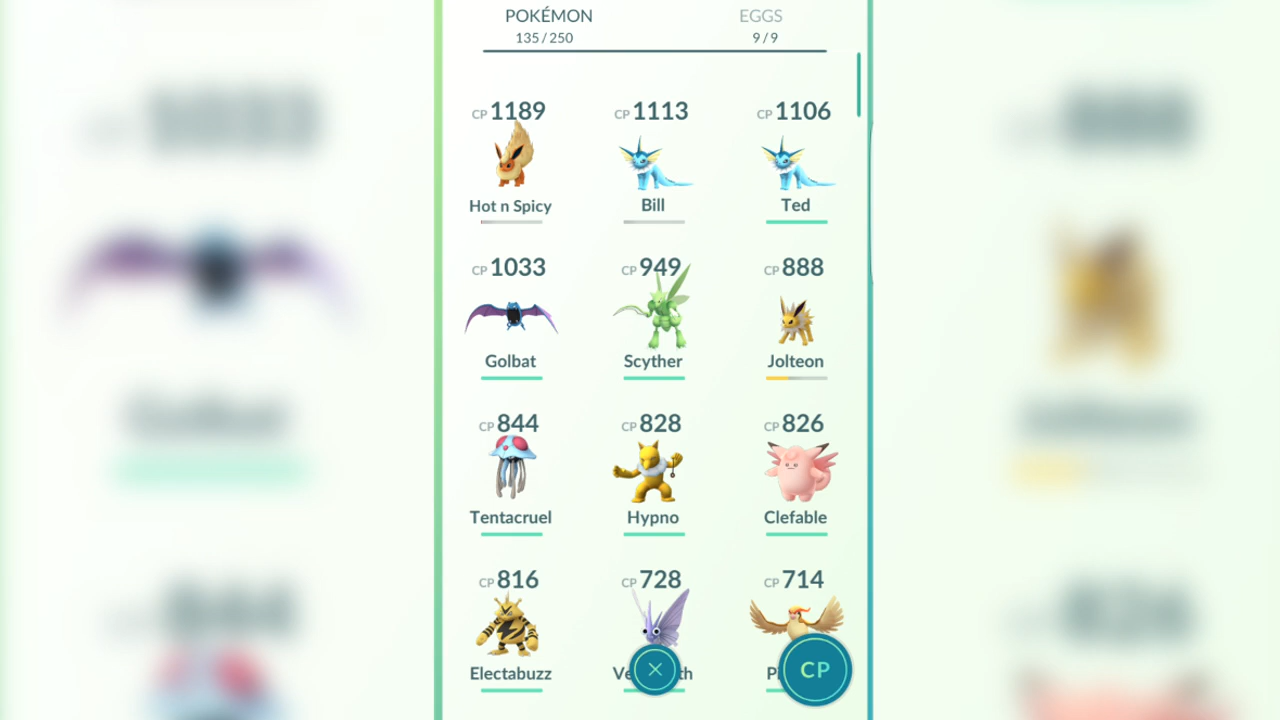 POKÉMON EGGS
135 / 250 9 / 9
CP 1189 CP 1113 CP 1106
Hot n Spicy Bill Ted
CP 1033 CP 949 CP 888
Golbat Scyther Jolteon
CP 844 CP 828 CP 826
Tentacruel Hypno Clefable
CP 816 CP 728 CP 714
Electabuzz
CP